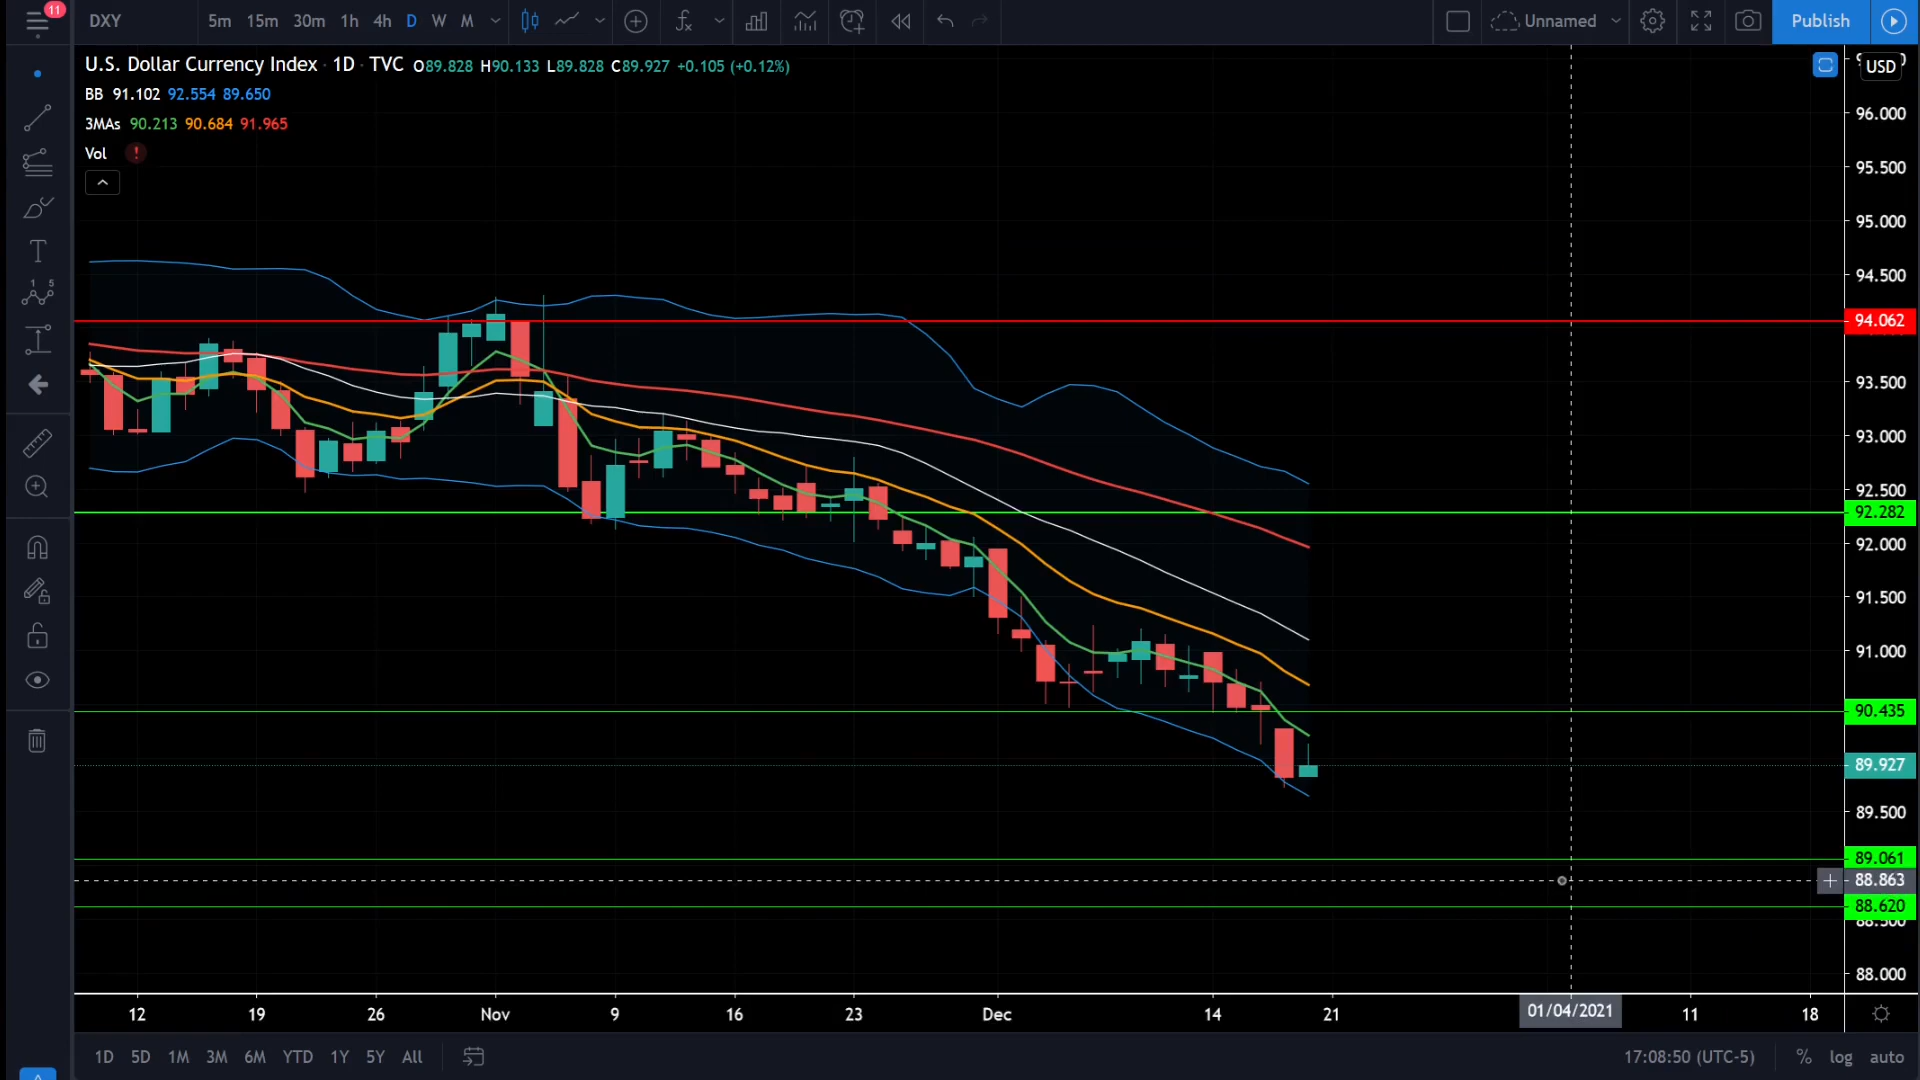 11
DXY 5m 15m 30m 1h 4h D W M Unnamed Publish
U.S. Dollar Currency Index · 1D · TVC O89.828 H90.133 L89.828 C89.927 +0.105 (+0.12%)
USD
BB 91.102 92.554 89.650
3MAs 90.213 90.684 91.965
Vol !
96.000
95.500
95.000
94.500
94.062
93.500
93.000
92.500
92.282
92.000
91.500
91.000
90.435
89.927
89.500
89.061
88.863
88.620
88.500
88.000
12 19 26 Nov 9 16 23 Dec 14 21 01/04/2021 11 18
1D 5D 1M 3M 6M YTD 1Y 5Y All 17:08:50 (UTC-5) % log auto